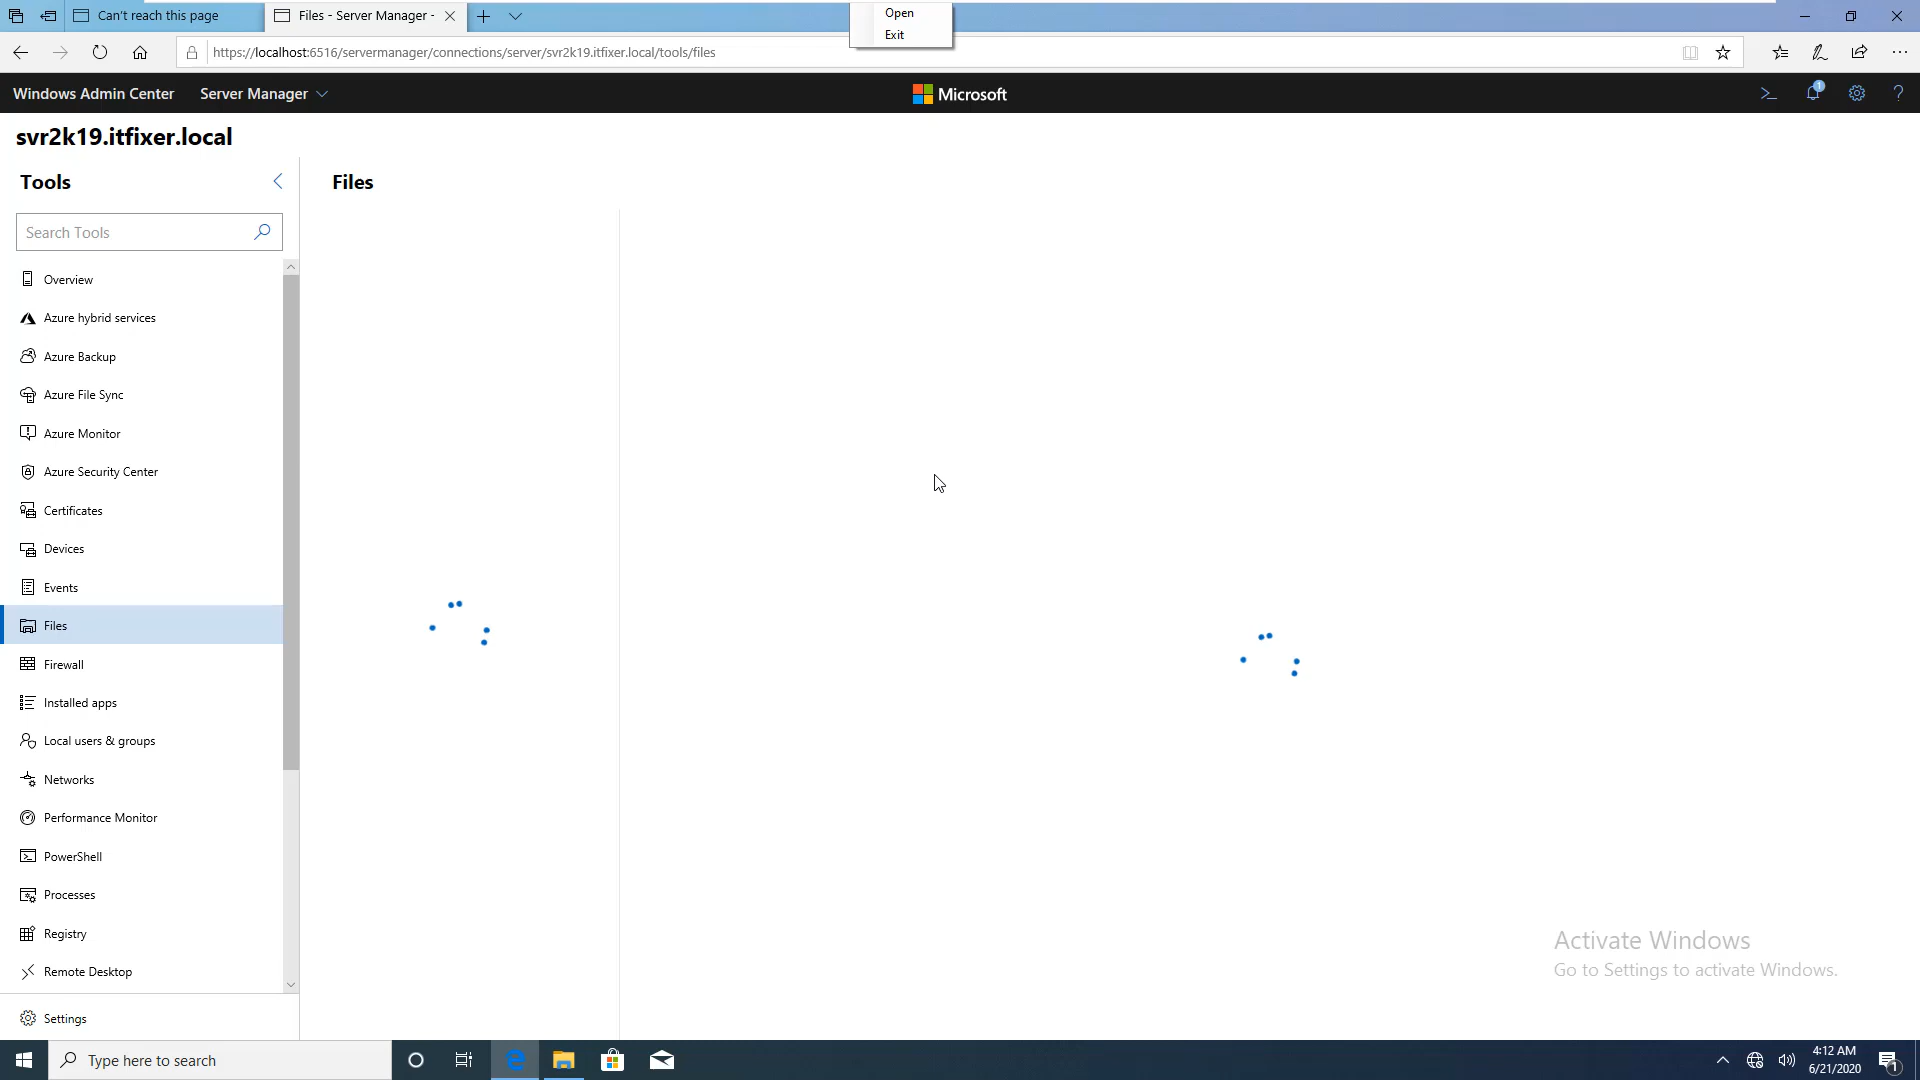 Can't reach this page
Files - Server Manager -
Open
Exit
https://localhost:6516/servermanager/connections/server/svr2k19.itfixer.local/tools/files
Windows Admin Center
Server Manager
Microsoft
1
?
svr2k19.itfixer.local
Tools
Files
Search Tools
Overview
Azure hybrid services
Azure Backup
Azure File Sync
Azure Monitor
Azure Security Center
Certificates
Devices
Events
Files
Firewall
Installed apps
Local users & groups
Networks
Performance Monitor
PowerShell
Processes
Registry
Remote Desktop
Settings
Activate Windows
Go to Settings to activate Windows.
Type here to search
4:12 AM
6/21/2020
1